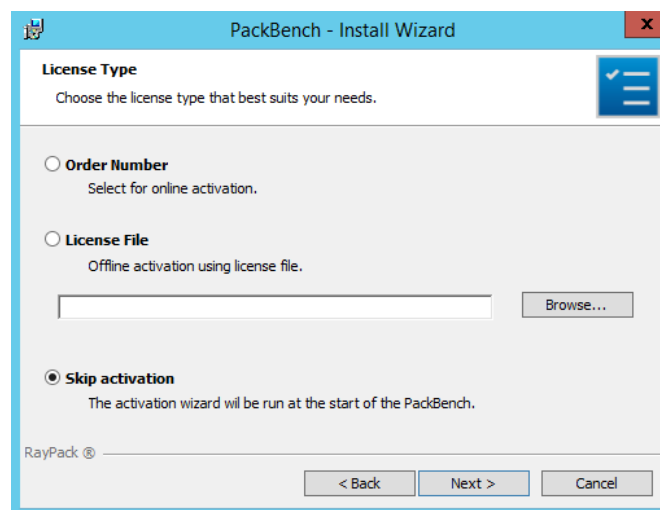 PackBench - Install Wizard
x
License Type
Choose the license type that best suits your needs.
Order Number
Select for online activation.
License File
Offline activation using license file.
Browse...
Skip activation
The activation wizard wil be run at the start of the PackBench.
RayPack ®
< Back Next > Cancel